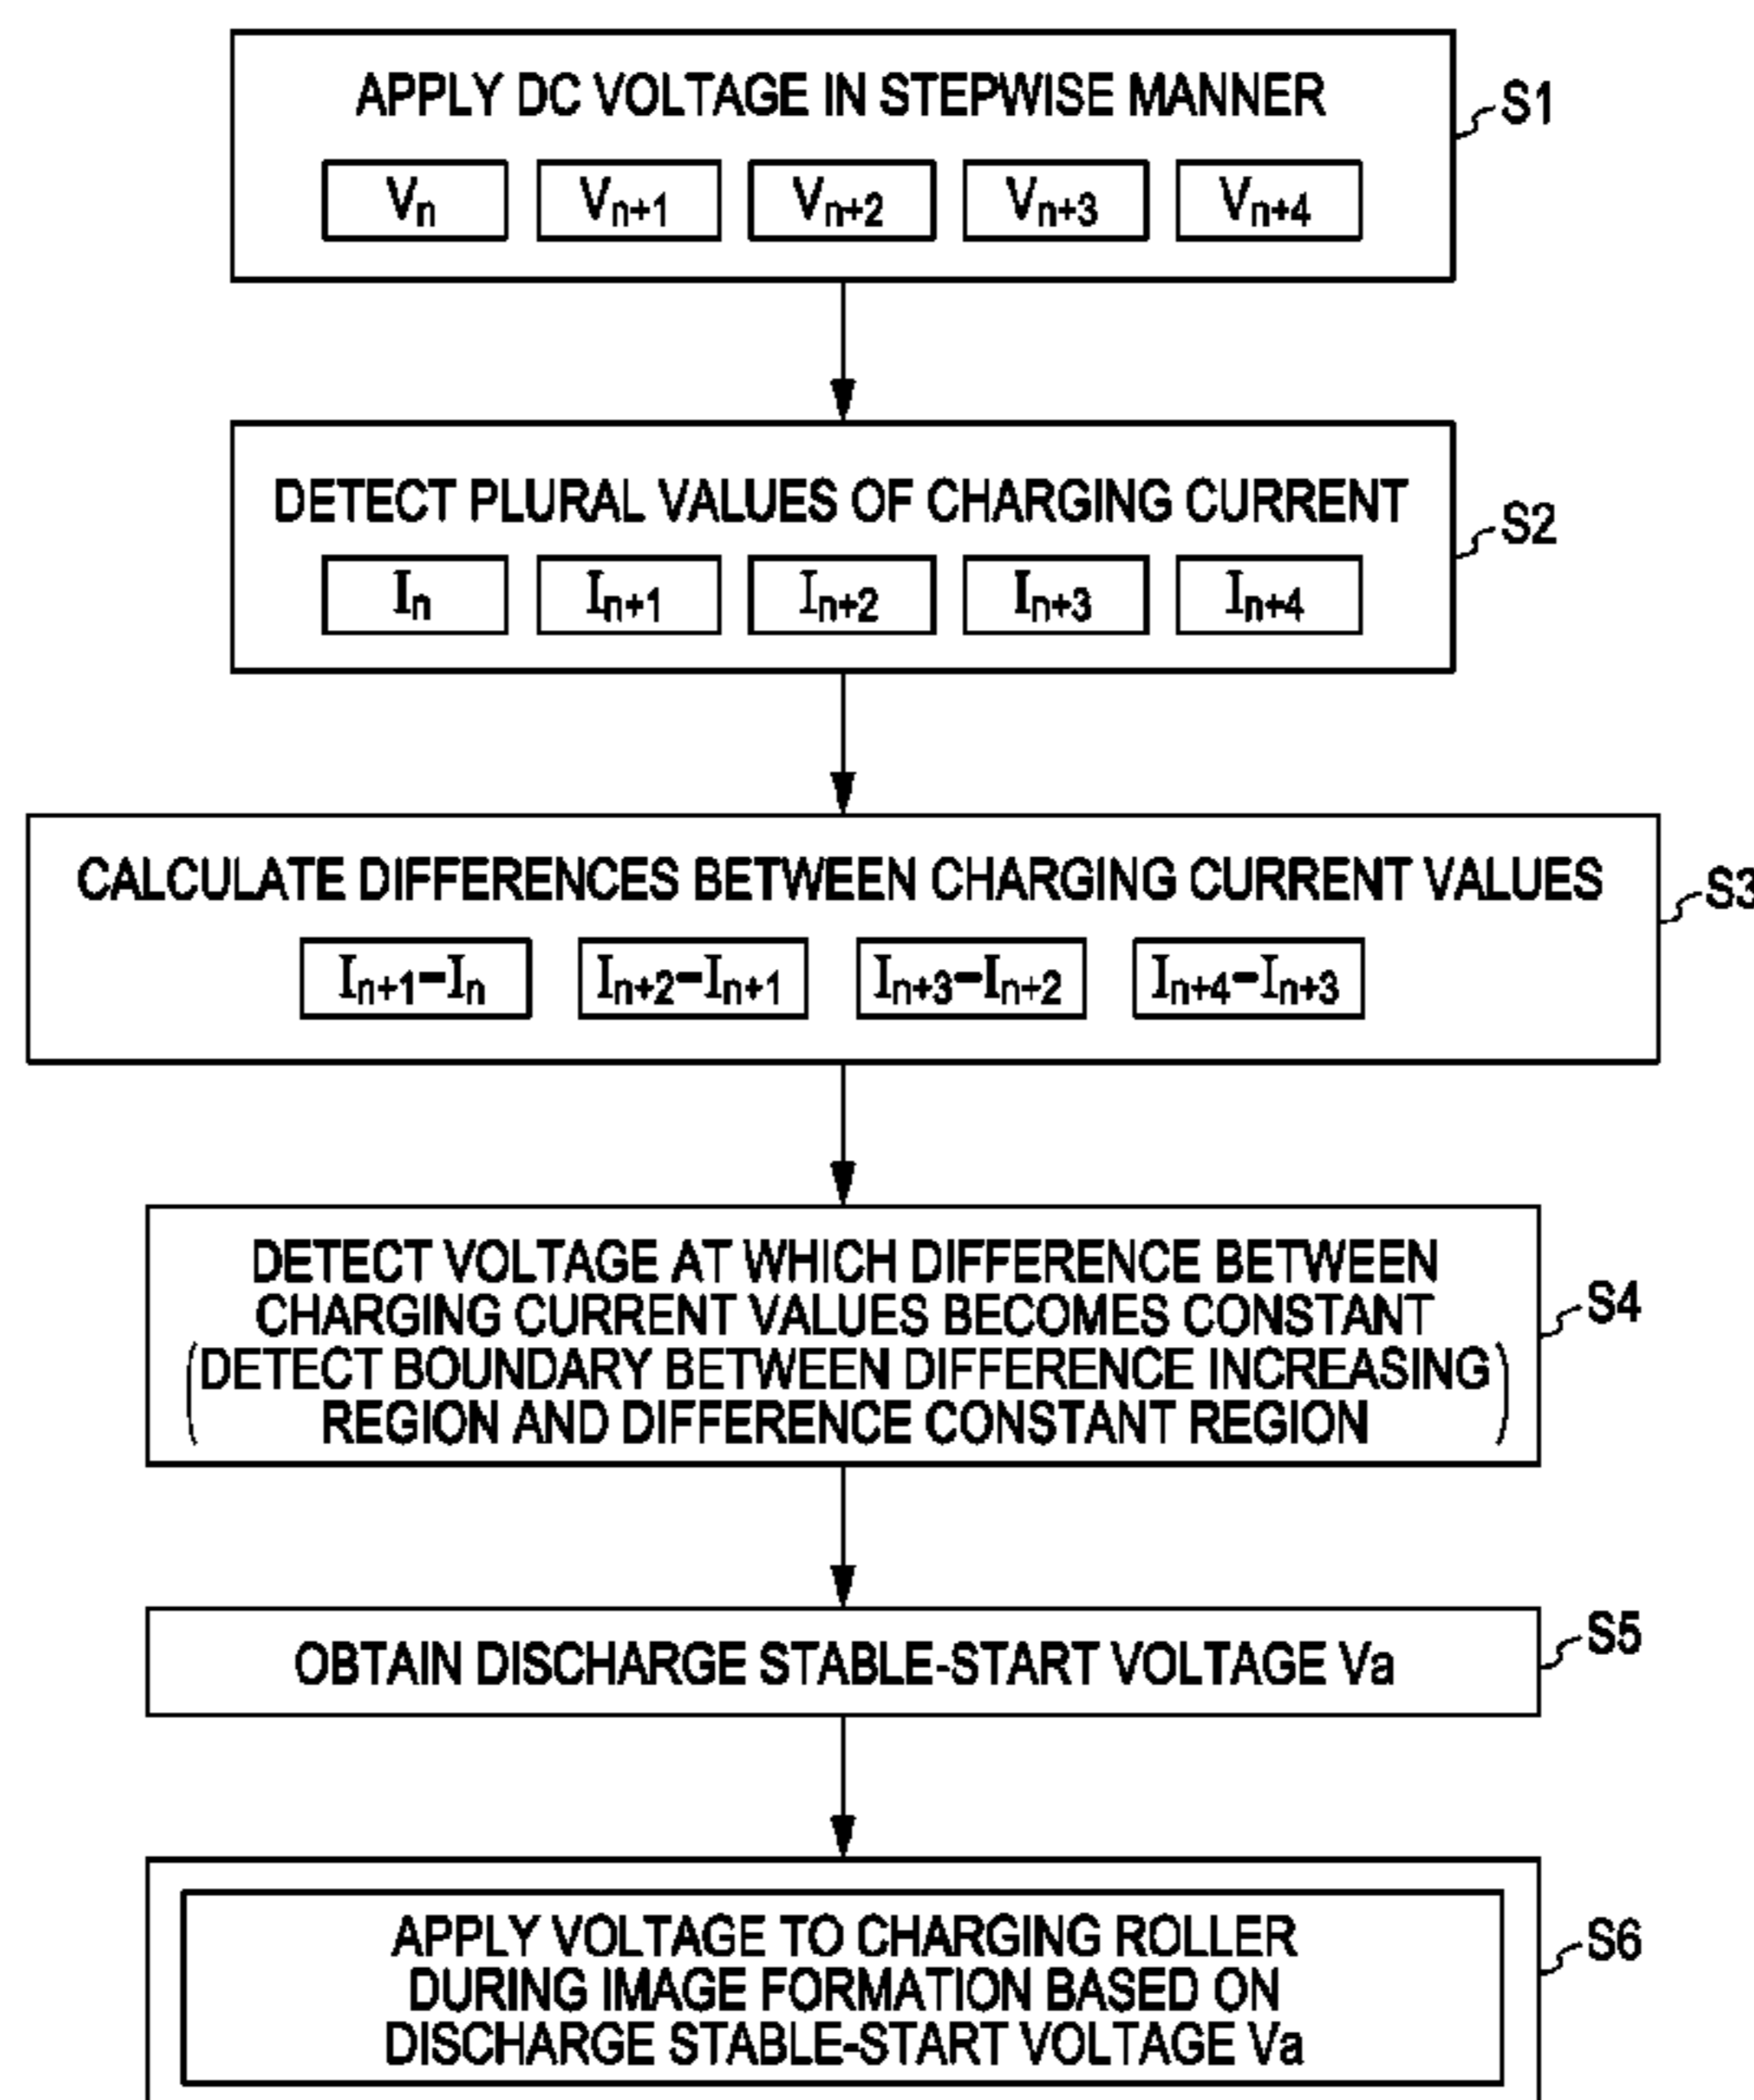 APPLY DC VOLTAGE IN STEPWISE MANNER
S1
Vn Vn+1 Vn+2 Vn+3 Vn+4
DETECT PLURAL VALUES OF CHARGING CURRENT
S2
In In+1 In+2 In+3 In+4
CALCULATE DIFFERENCES BETWEEN CHARGING CURRENT VALUES
S3
In+1-In In+2-In+1 In+3-In+2 In+4-In+3
DETECT VOLTAGE AT WHICH DIFFERENCE BETWEEN
CHARGING CURRENT VALUES BECOMES CONSTANT
S4
(DETECT BOUNDARY BETWEEN DIFFERENCE INCREASING
REGION AND DIFFERENCE CONSTANT REGION)
OBTAIN DISCHARGE STABLE-START VOLTAGE Va
S5
APPLY VOLTAGE TO CHARGING ROLLER
S6
DURING IMAGE FORMATION BASED ON
DISCHARGE STABLE-START VOLTAGE Va